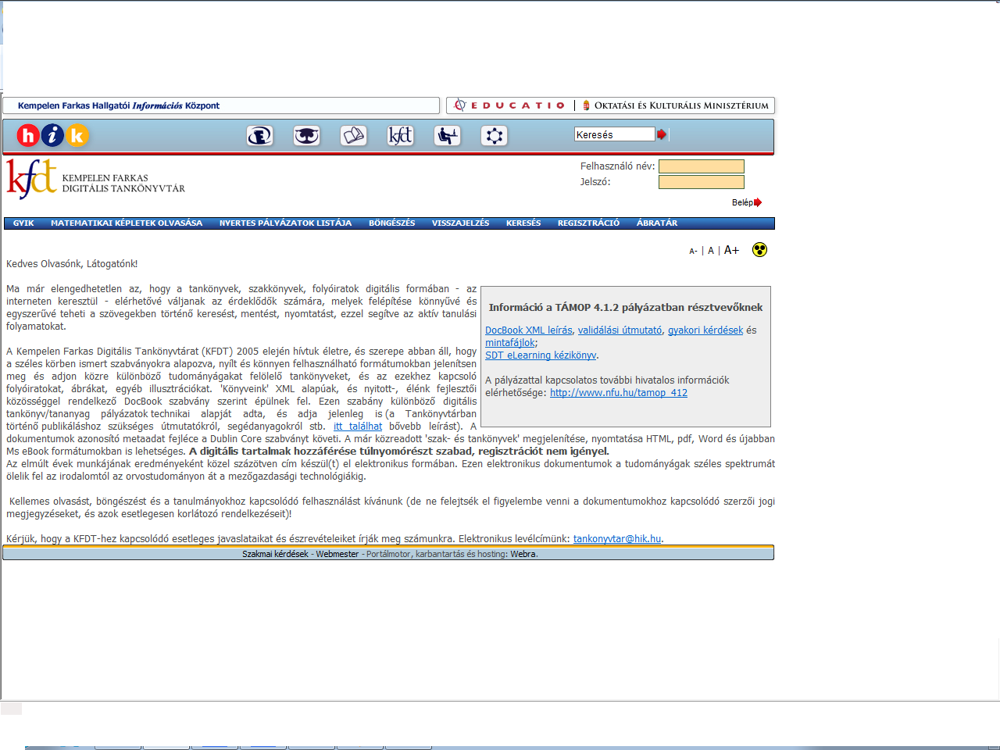 Kempelen Farkas Hallgatói Információs Központ
EDUCATIO | OKTATÁSI ÉS KULTURÁLIS MINISZTÉRIUM
hik
kfdt
Keresés
kfdt KEMPELEN FARKAS
DIGITÁLIS TANKÖNYVTÁR
Felhasználó név:
Jelszó:
Belép
GYIK MATEMATIKAI KÉPLETEK OLVASÁSA NYERTES PÁLYÁZATOK LISTÁJA BÖNGÉSZÉS VISSZAJELZÉS KERESÉS REGISZTRÁCIÓ ÁBRATÁR
A- | A | A+
Kedves Olvasónk, Látogatónk!
Ma már elengedhetetlen az, hogy a tankönyvek, szakkönyvek, folyóiratok digitális formában - az
interneten keresztül - elérhetővé váljanak az érdeklődők számára, melyek felépítése könnyűvé és
egyszerűvé teheti a szövegekben történő keresést, mentést, nyomtatást, ezzel segítve az aktív tanulási
folyamatokat.
A Kempelen Farkas Digitális Tankönyvtárat (KFDT) 2005 elején hívtuk életre, és szerepe abban áll, hogy
a széles körben ismert szabványokra alapozva, nyílt és könnyen felhasználható formátumokban jelenítsen
meg és adjon közre különböző tudományágakat felölelő tankönyveket, és az ezekhez kapcsoló
folyóiratokat, ábrákat, egyéb illusztrációkat. 'Könyveink' XML alapúak, és nyitott-, élénk fejlesztői
közösséggel rendelkező DocBook szabvány szerint épülnek fel. Ezen szabány különböző digitális
tankönyv/tananyag pályázatok technikai alapját adta, és adja jelenleg is (a Tankönyvtárban
történő publikáláshoz szükséges útmutatókról, segédanyagokról stb. itt találhat bővebb leírást). A
dokumentumok azonosító metaadat fejléce a Dublin Core szabványt követi. A már közreadott 'szak- és tankönyvek' megjelenítése, nyomtatása HTML, pdf, Word és újabban
Ms eBook formátumokban is lehetséges. A digitális tartalmak hozzáférése túlnyomórészt szabad, regisztrációt nem igényel.
Az elmúlt évek munkájának eredményeként közel százötven cím készül(t) el elektronikus formában. Ezen elektronikus dokumentumok a tudományágak széles spektrumát
ölelik fel az irodalomtól az orvostudományon át a mezőgazdasági technológiákig.
Kellemes olvasást, böngészést és a tanulmányokhoz kapcsolódó felhasználást kívánunk (de ne felejtsék el figyelembe venni a dokumentumokhoz kapcsolódó szerzői jogi
megjegyzéseket, és azok esetlegesen korlátozó rendelkezéseit)!
Kérjük, hogy a KFDT-hez kapcsolódó esetleges javaslataikat és észrevételeiket írják meg számunkra. Elektronikus levélcímünk: tankonyvtar@hik.hu.
Információ a TÁMOP 4.1.2 pályázatban résztvevőknek
DocBook XML leírás, validálási útmutató, gyakori kérdések és
mintafájlok;
SDT eLearning kézikönyv.
A pályázattal kapcsolatos további hivatalos információk
elérhetősége: http://www.nfu.hu/tamop_412
Szakmai kérdések - Webmester - Portálmotor, karbantartás és hosting: Webra.